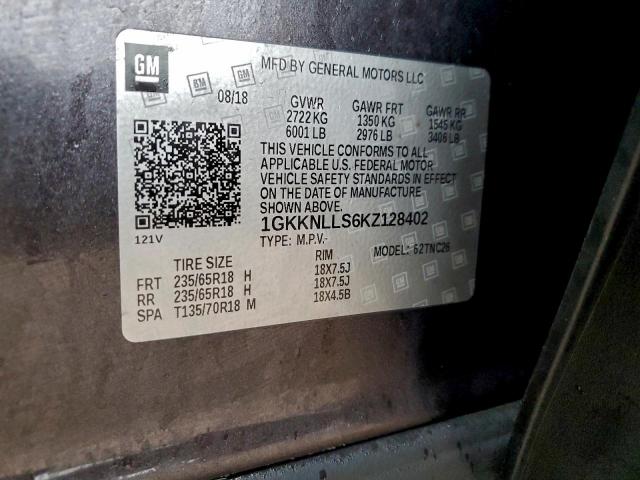 GM
MFD BY GENERAL MOTORS LLC
08/18
GVWR GAWR FRT GAWR RR
2722 KG 1350 KG 1545 KG
6001 LB 2976 LB 3406 LB
THIS VEHICLE CONFORMS TO ALL
APPLICABLE U.S. FEDERAL MOTOR
VEHICLE SAFETY STANDARDS IN EFFECT
ON THE DATE OF MANUFACTURE
SHOWN ABOVE.
1GKKNLLS6KZ128402
121V
TYPE: M.P.V.- MODEL: 62TNC26
TIRE SIZE RIM
FRT 235/65R18 H 18X7.5J
RR 235/65R18 H 18X7.5J
SPA T135/70R18 M 18X4.5B